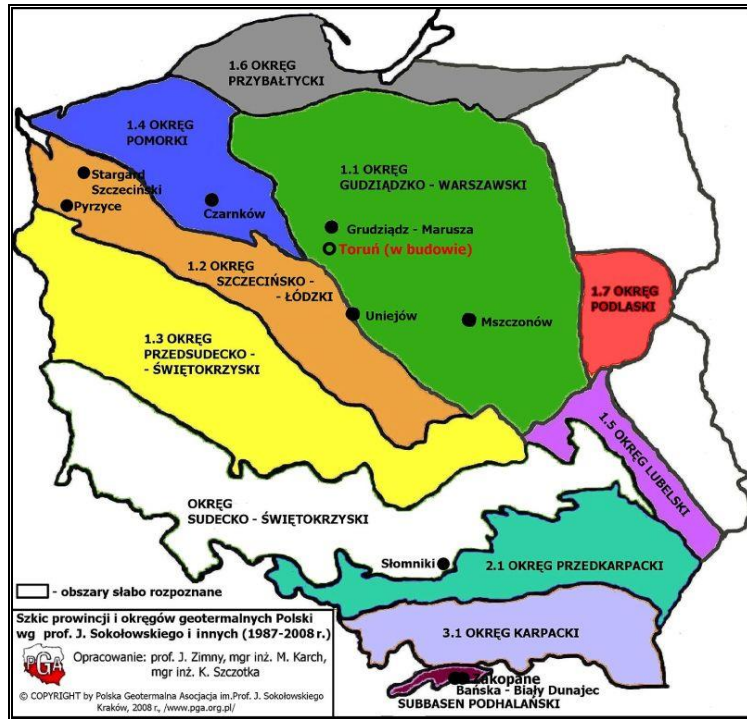 1.6 OKRĘG
PRZYBAŁTYCKI
1.4 OKRĘG
POMORKI
1.1 OKRĘG
GUDZIĄDZKO - WARSZAWSKI
Stargard
Szczeciński
Pyrzyce
Czarnków
Grudziądz - Marusza
Toruń (w budowie)
1.2 OKRĘG
SZCZECIŃSKO -
- ŁÓDZKI
1.7 OKRĘG
PODLASKI
Uniejów
Mszczonów
1.3 OKRĘG
PRZEDSUDECKO -
- ŚWIĘTOKRZYSKI
1.5 OKRĘG LUBELSKI
OKRĘG
SUDECKO - ŚWIĘTOKRZYSKI
Słomniki
2.1 OKRĘG PRZEDKARPACKI
- obszary słabo rozpoznane
3.1 OKRĘG KARPACKI
Zakopane
Bańska - Biały Dunajec
SUBBASEN PODHALAŃSKI
Szkic prowincji i okręgów geotermalnych Polski
wg prof. J. Sokołowskiego i innych (1987-2008 r.)
PGA
Opracowanie: prof. J. Zimny, mgr inż. M. Karch,
mgr inż. K. Szczotka
© COPYRIGHT by Polska Geotermalna Asocjacja im.Prof. J. Sokołowskiego
Kraków, 2008 r., /www.pga.org.pl/